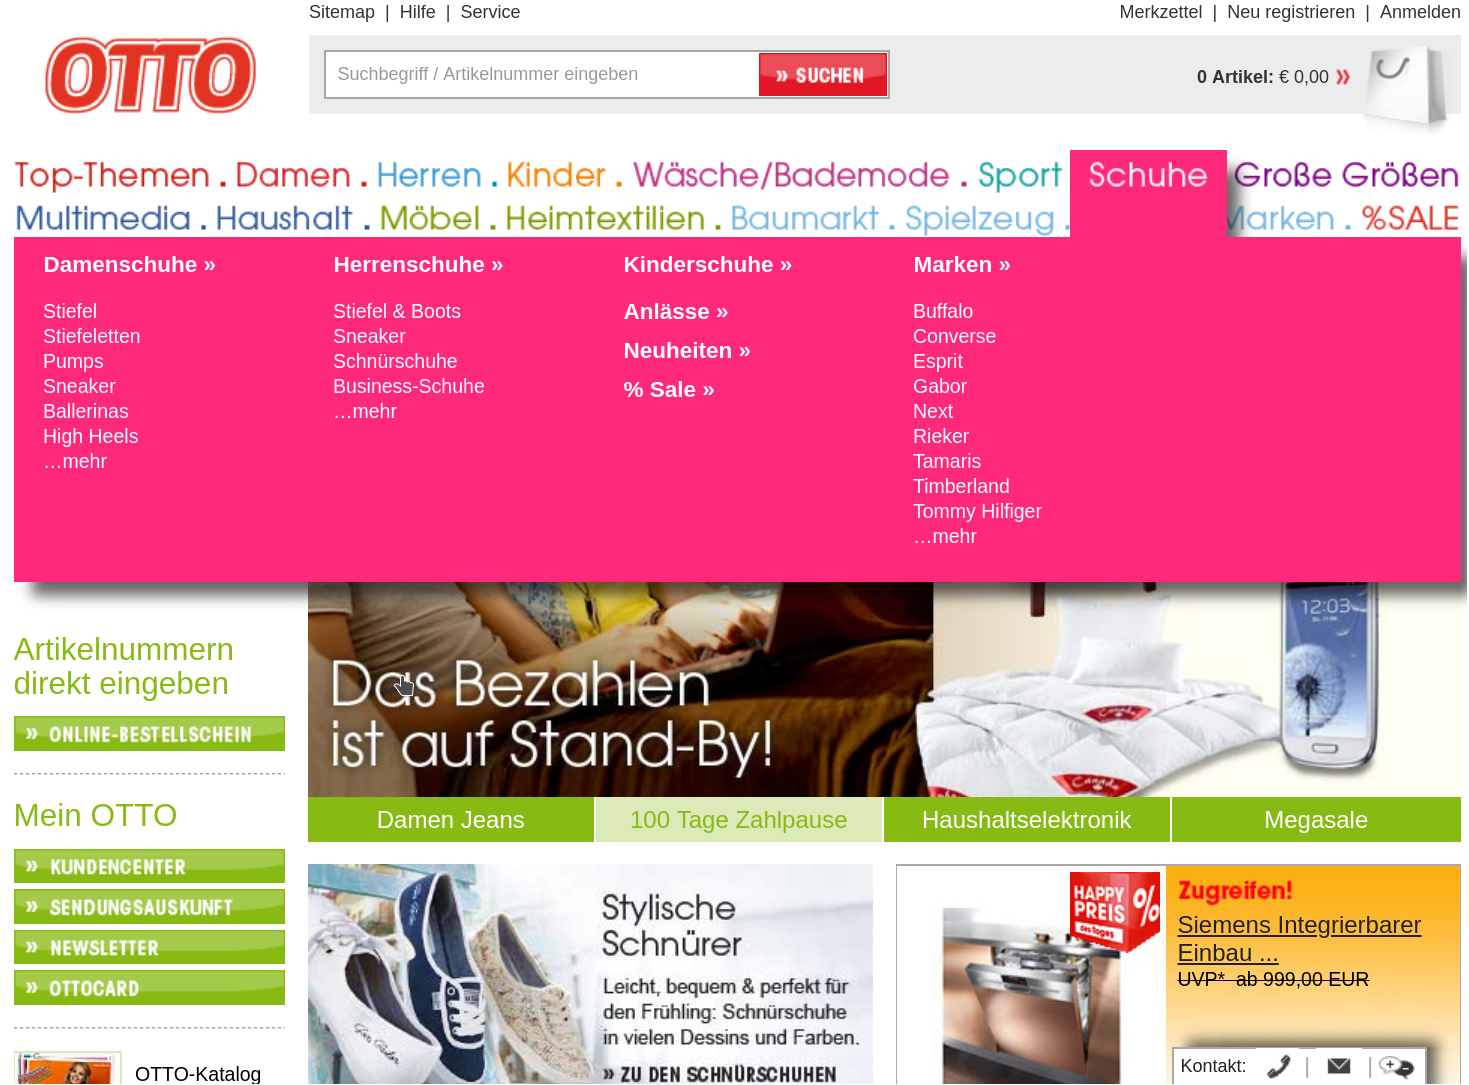 Sitemap | Hilfe | Service
Merkzettel | Neu registrieren | Anmelden
OTTO
Suchbegriff / Artikelnummer eingeben
» SUCHEN
0 Artikel: € 0,00 »
Top-Themen . Damen . Herren . Kinder . Wäsche/Bademode . Sport Schuhe Große Größen
Multimedia . Haushalt . Möbel . Heimtextilien . Baumarkt . Spielzeug . Marken . %SALE
Damenschuhe »
Stiefel
Stiefeletten
Pumps
Sneaker
Ballerinas
High Heels
…mehr
Herrenschuhe »
Stiefel & Boots
Sneaker
Schnürschuhe
Business-Schuhe
…mehr
Kinderschuhe »
Anlässe »
Neuheiten »
% Sale »
Marken »
Buffalo
Converse
Esprit
Gabor
Next
Rieker
Tamaris
Timberland
Tommy Hilfiger
…mehr
Artikelnummern
direkt eingeben
» ONLINE-BESTELLSCHEIN
Mein OTTO
» KUNDENCENTER
» SENDUNGSAUSKUNFT
» NEWSLETTER
» OTTOCARD
OTTO-Katalog
Das Bezahlen
ist auf Stand-By!
12:03
Canada
Canada
Damen Jeans
100 Tage Zahlpause
Haushaltselektronik
Megasale
Stylische
Schnürer
Leicht, bequem & perfekt für
den Frühling: Schnürschuhe
in vielen Dessins und Farben.
» ZU DEN SCHNÜRSCHUHEN
HAPPY
PREIS %
des Tages
Zugreifen!
Siemens Integrierbarer
Einbau ...
UVP* ab 999,00 EUR
Kontakt: | |